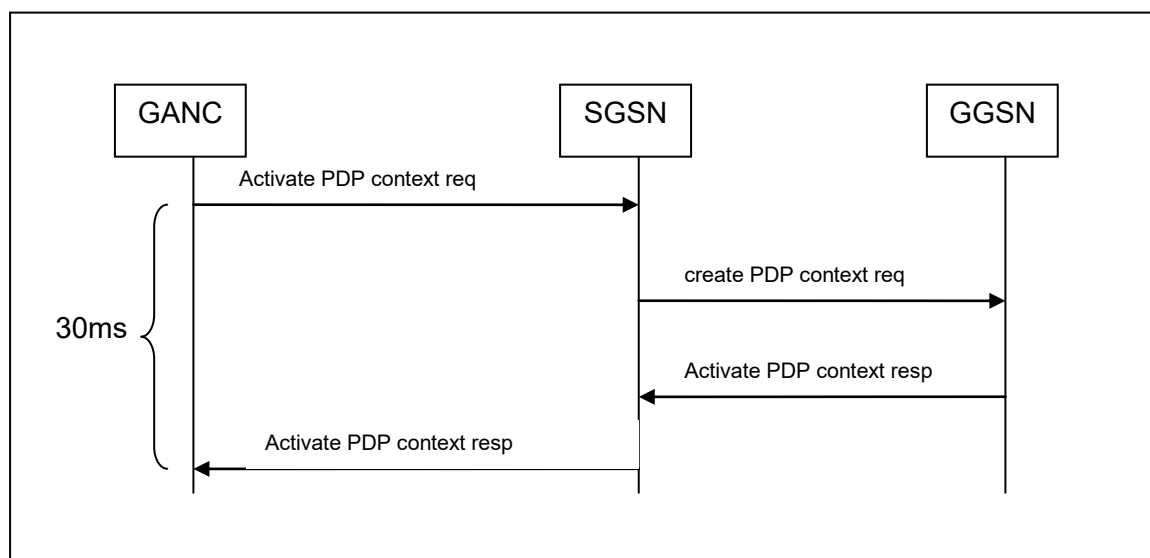 GANC
SGSN
GGSN
Activate PDP context req
create PDP context req
30ms
Activate PDP context resp
Activate PDP context resp